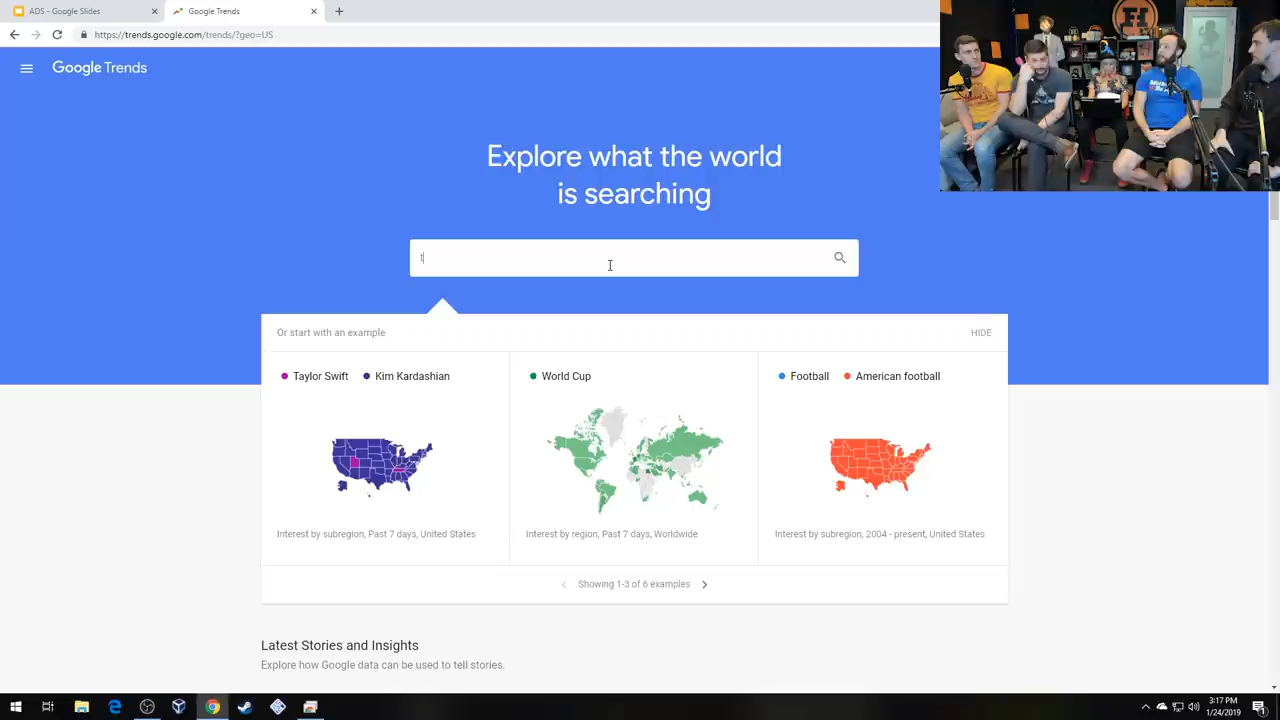 ADS - Google Slides
Google Trends
https://trends.google.com/trends/?geo=US
Google Trends
Explore what the world
is searching
t
Or start with an example
HIDE
Taylor Swift Kim Kardashian
World Cup
Football American football
Interest by subregion, Past 7 days, United States
Interest by region, Past 7 days, Worldwide
Interest by subregion, 2004 - present, United States
Showing 1-3 of 6 examples
Latest Stories and Insights
Explore how Google data can be used to tell stories.
3:17 PM
1/24/2019